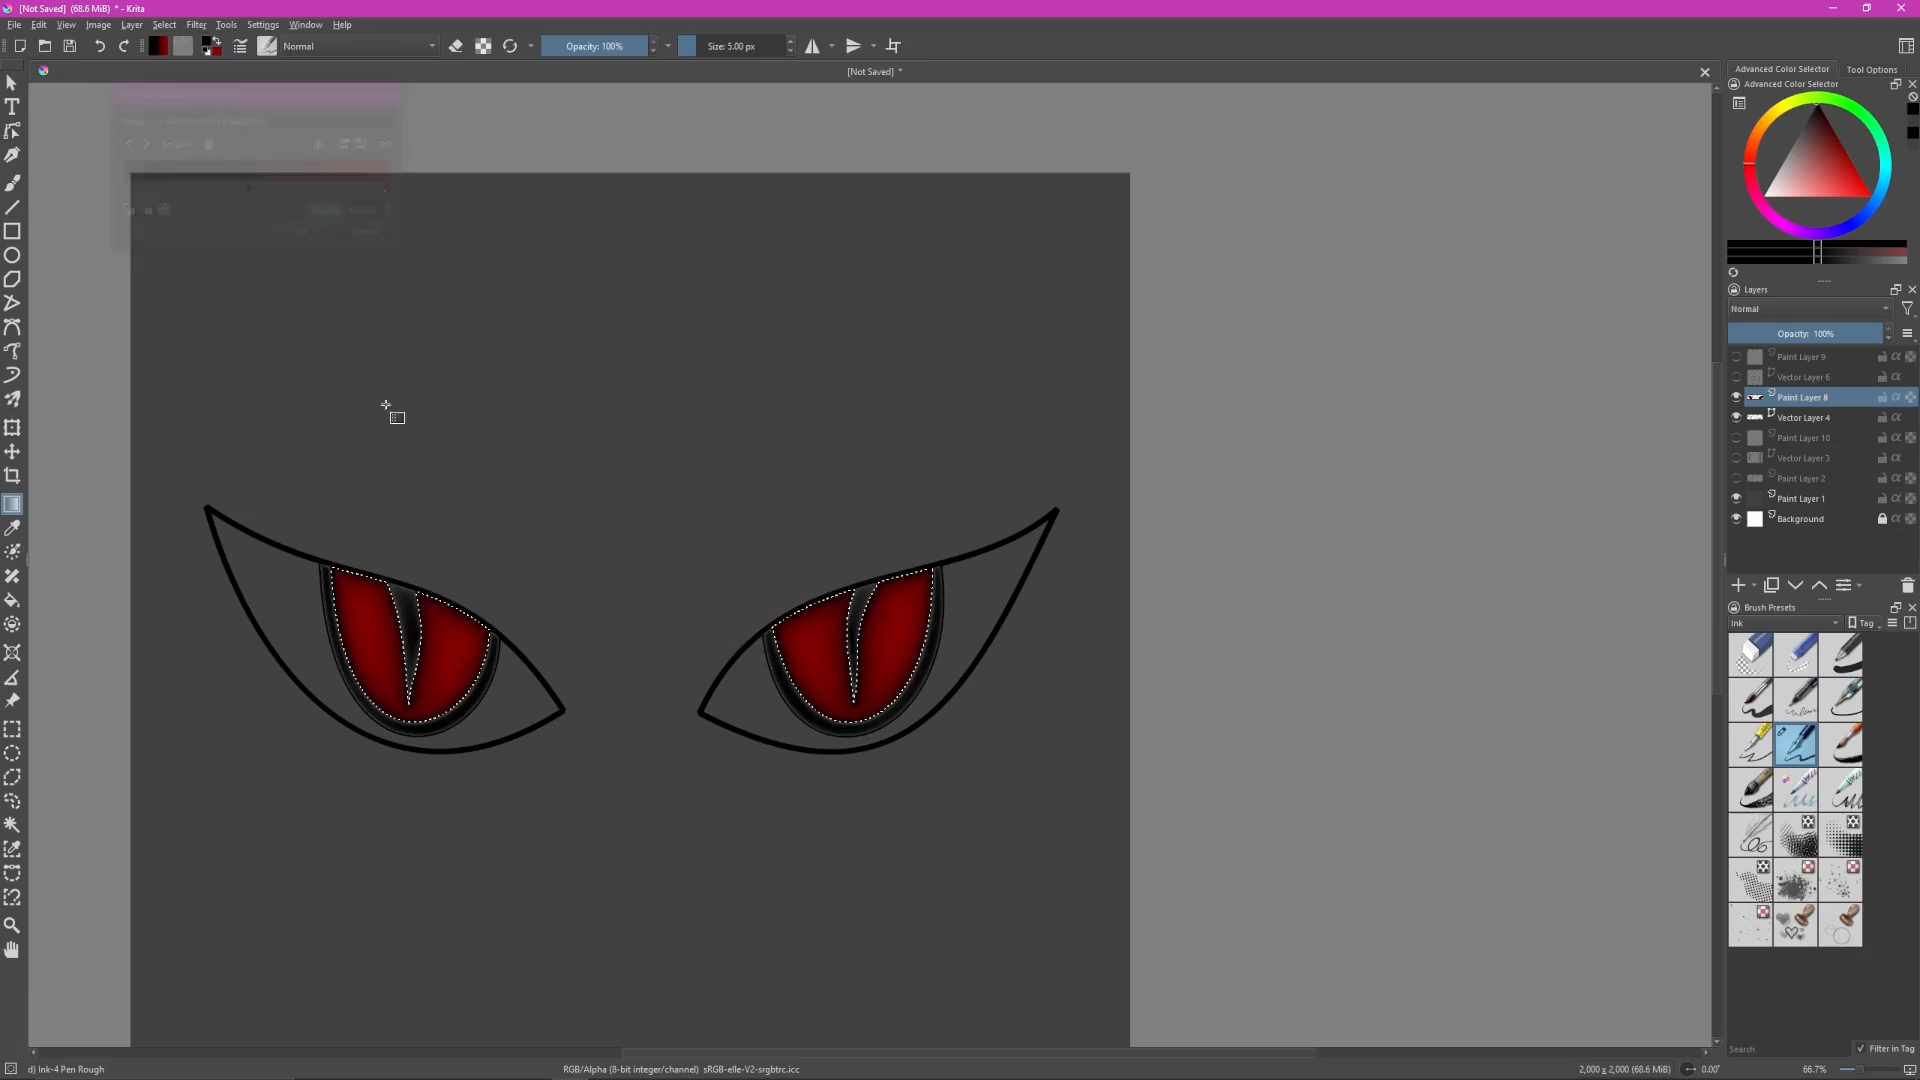 [Not Saved] (68.6 MiB) * - Krita
File Edit View Image Layer Select Filter Tools Settings Window Help
Normal
Opacity: 100%
Size: 5.00 px
[Not Saved] *
Advanced Color Selector
Tool Options
Advanced Color Selector
Layers
Normal
Opacity: 100%
Paint Layer 9
Vector Layer 6
Paint Layer 8
Vector Layer 4
Paint Layer 10
Vector Layer 3
Paint Layer 2
Paint Layer 1
Background
Brush Presets
Ink
Tag
Search
Filter in Tag
d) Ink-4 Pen Rough
RGB/Alpha (8-bit integer/channel) sRGB-elle-V2-srgbtrc.icc
2,000 x 2,000 (68.6 MiB)
0.00°
66.7%